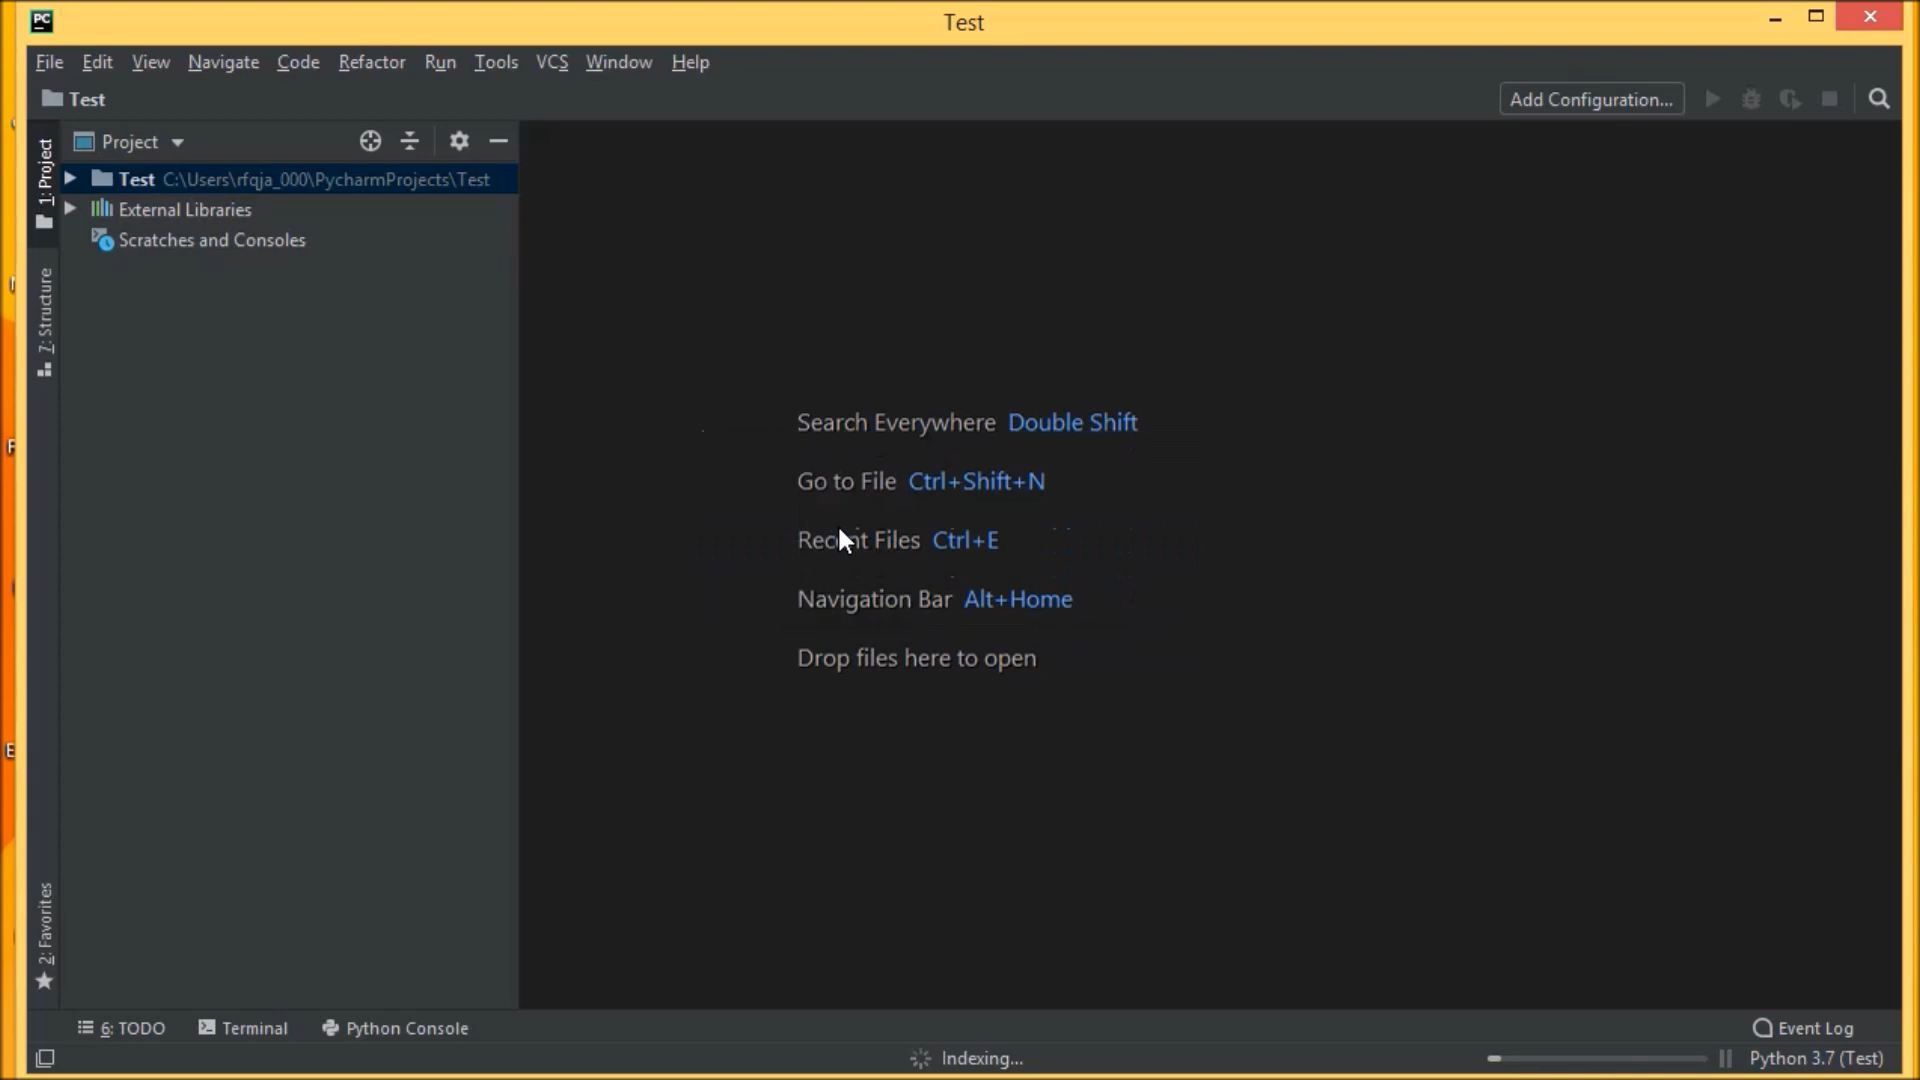 PC
Test
File Edit View Navigate Code Refactor Run Tools VCS Window Help
Test
Add Configuration...
Project
1: Project
Test C:\Users\rfqja_000\PycharmProjects\Test
External Libraries
Scratches and Consoles
7: Structure
Search Everywhere Double Shift
Go to File Ctrl+Shift+N
Recent Files Ctrl+E
Navigation Bar Alt+Home
Drop files here to open
2: Favorites
6: TODO Terminal Python Console Event Log
Indexing... Python 3.7 (Test)